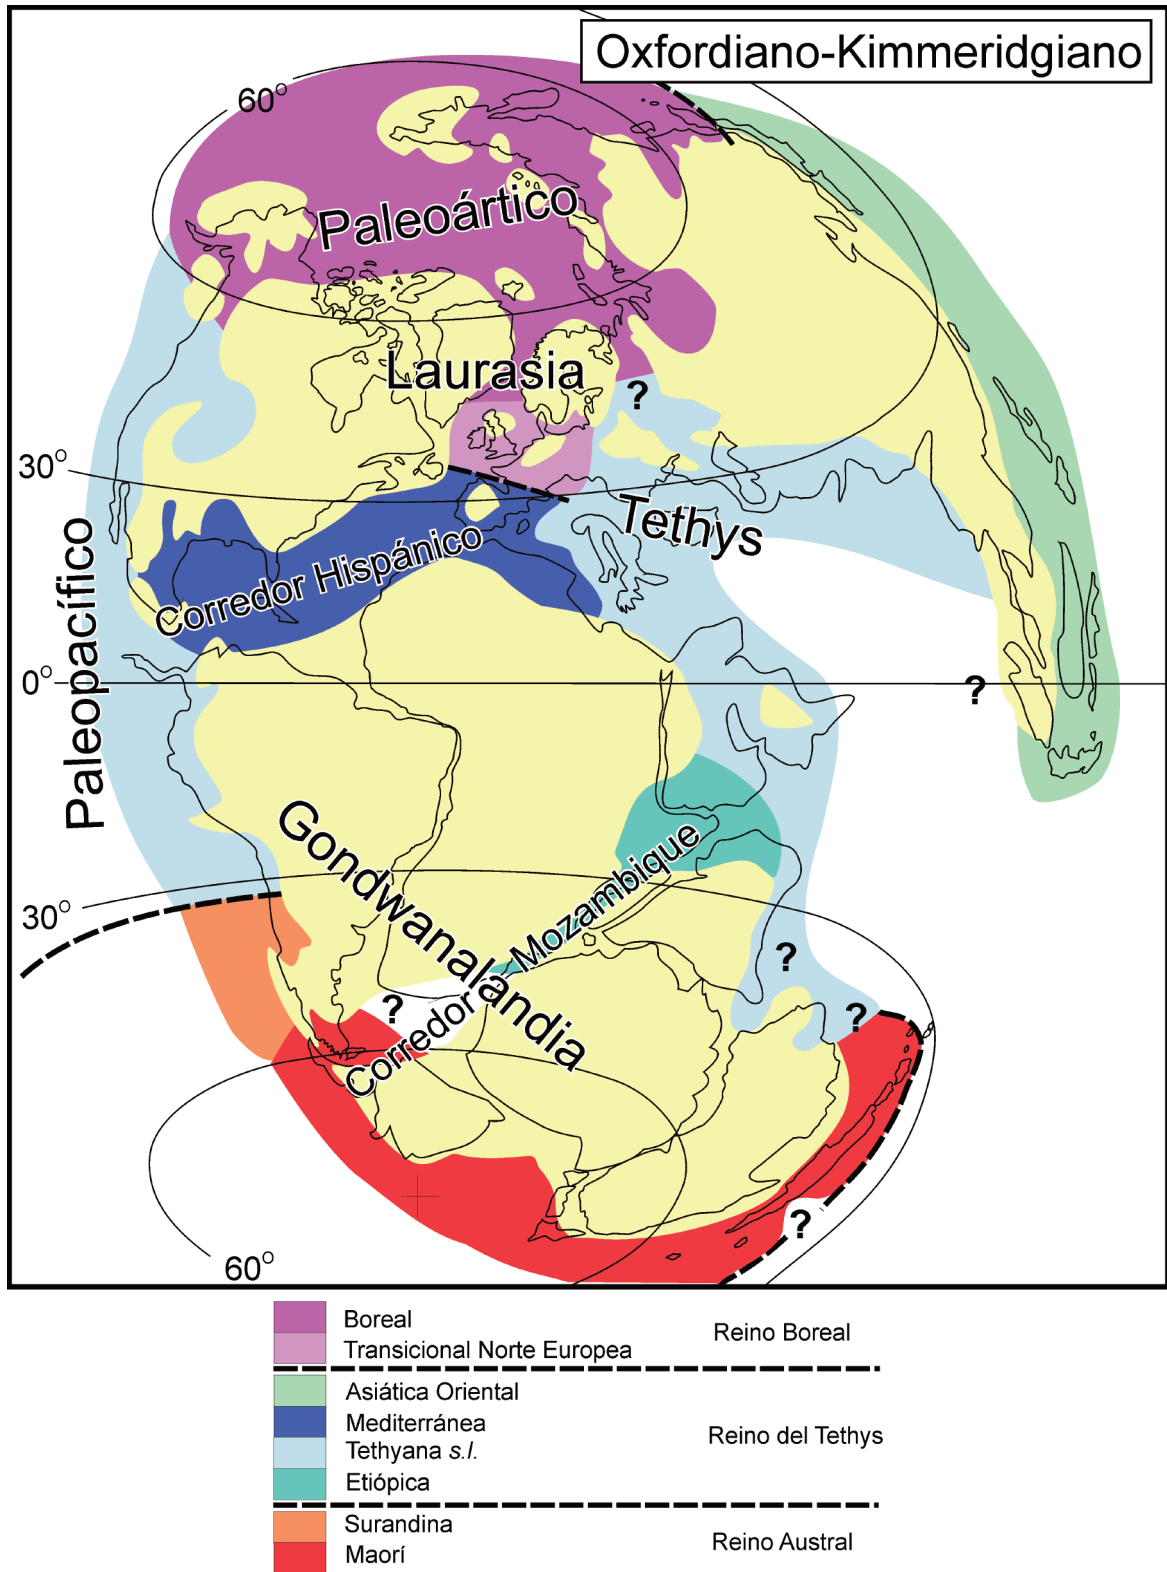 Oxfordiano-Kimmeridgiano
60°
Paleoártico
Laurasia
?
30°
Tethys
Paleopacífico
Corredor Hispánico
0°
?
Gondwanalandia
Corredor Mozambique
30°
?
?
?
?
60°
Boreal
Transicional Norte Europea
Reino Boreal
Asiática Oriental
Mediterránea
Tethyana s.l.
Etiópica
Reino del Tethys
Surandina
Maorí
Reino Austral